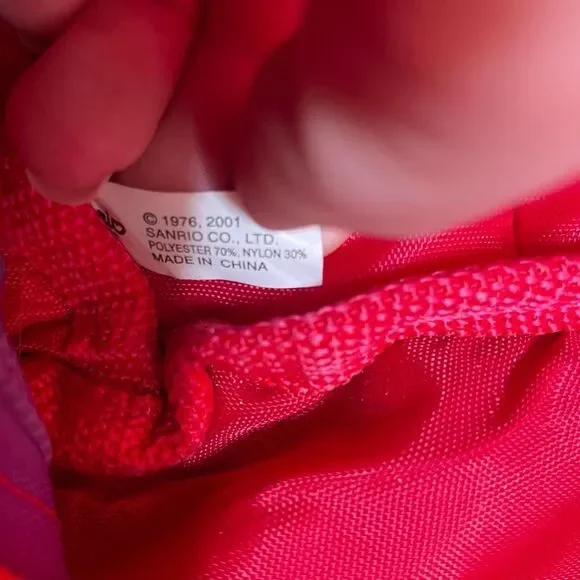 © 1976, 2001
SANRIO CO., LTD.
POLYESTER 70%, NYLON 30%
MADE IN CHINA